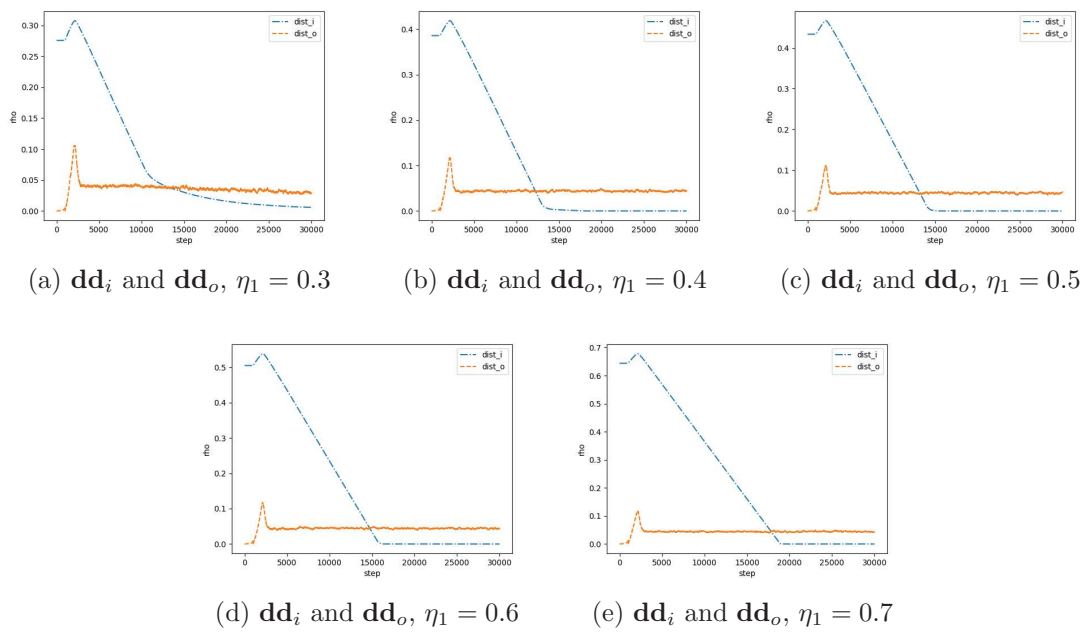 0.30
0.25
0.20
0.15
0.10
0.05
0.00
rho
0 5000 10000 15000 20000 25000 30000
step
dist_i
dist_o
(a) dd_i and dd_o, η_1 = 0.3
0.4
0.3
0.2
0.1
0.0
rho
0 5000 10000 15000 20000 25000 30000
step
dist_i
dist_o
(b) dd_i and dd_o, η_1 = 0.4
0.4
0.3
0.2
0.1
0.0
rho
0 5000 10000 15000 20000 25000 30000
step
dist_i
dist_o
(c) dd_i and dd_o, η_1 = 0.5
0.5
0.4
0.3
0.2
0.1
0.0
rho
0 5000 10000 15000 20000 25000 30000
step
dist_i
dist_o
(d) dd_i and dd_o, η_1 = 0.6
0.7
0.6
0.5
0.4
0.3
0.2
0.1
0.0
rho
0 5000 10000 15000 20000 25000 30000
step
dist_i
dist_o
(e) dd_i and dd_o, η_1 = 0.7